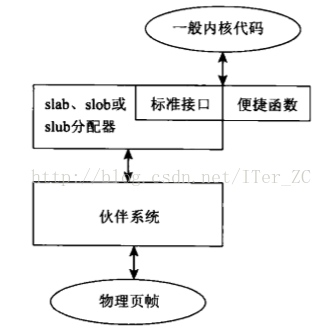 一般内核代码
slab、slob或
slub分配器
标准接口
便捷函数
http://blog.csdn.net/ITer_ZC
伙伴系统
物理页帧